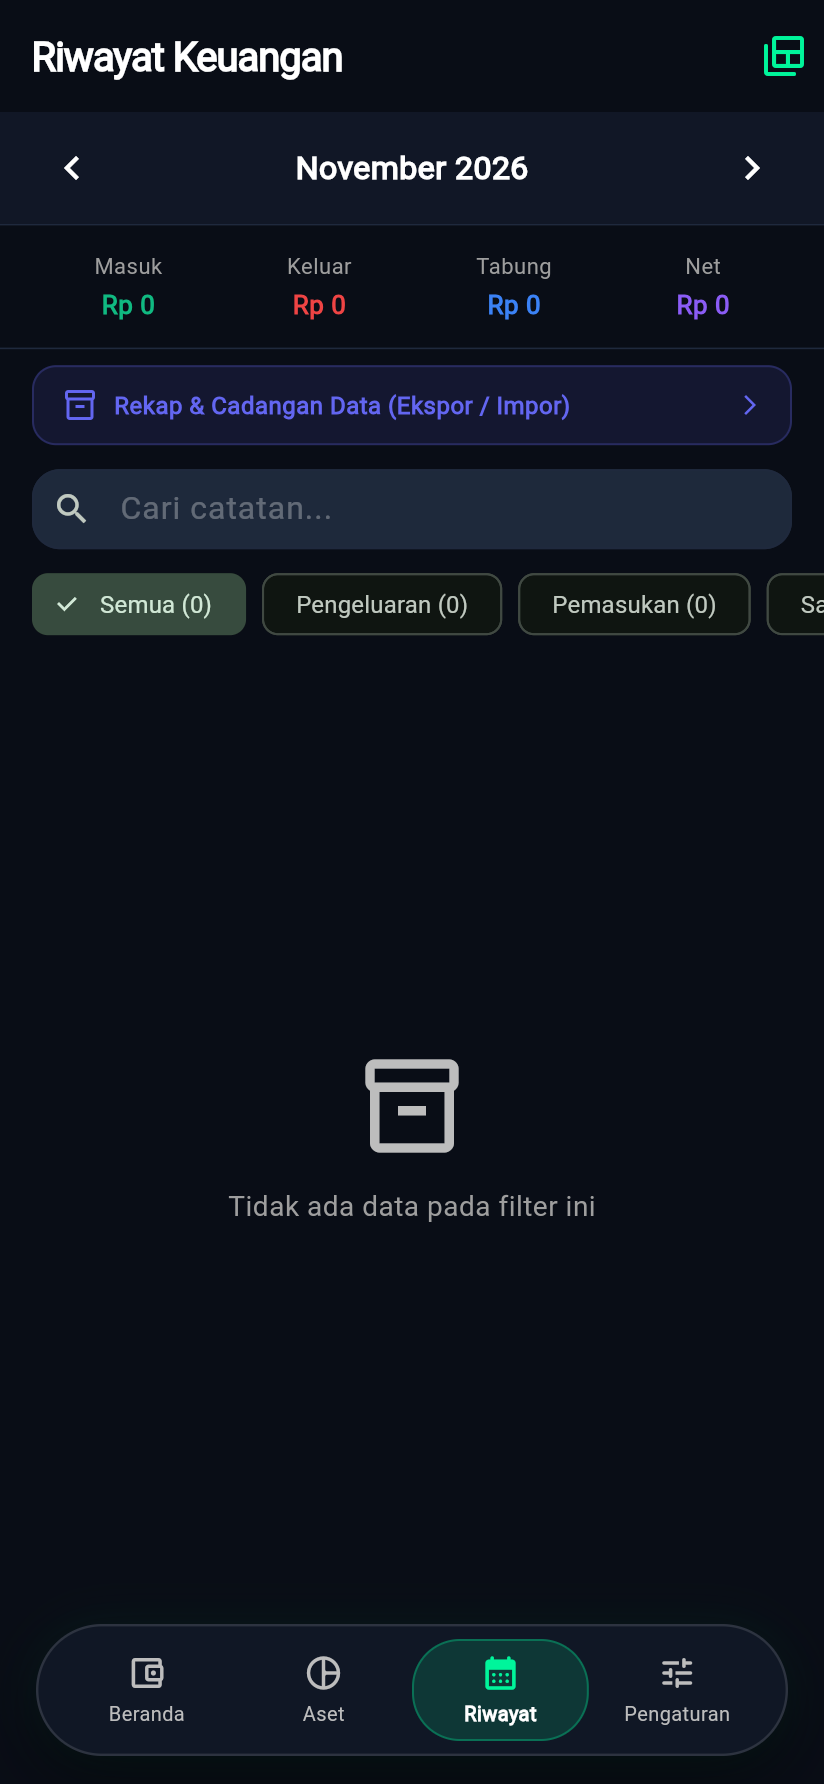 Riwayat Keuangan
November 2026
Masuk Keluar Tabung Net
Rp 0 Rp 0 Rp 0 Rp 0
Rekap & Cadangan Data (Ekspor / Impor)
Cari catatan...
Semua (0) Pengeluaran (0) Pemasukan (0) Sa
Tidak ada data pada filter ini
Beranda Aset Riwayat Pengaturan